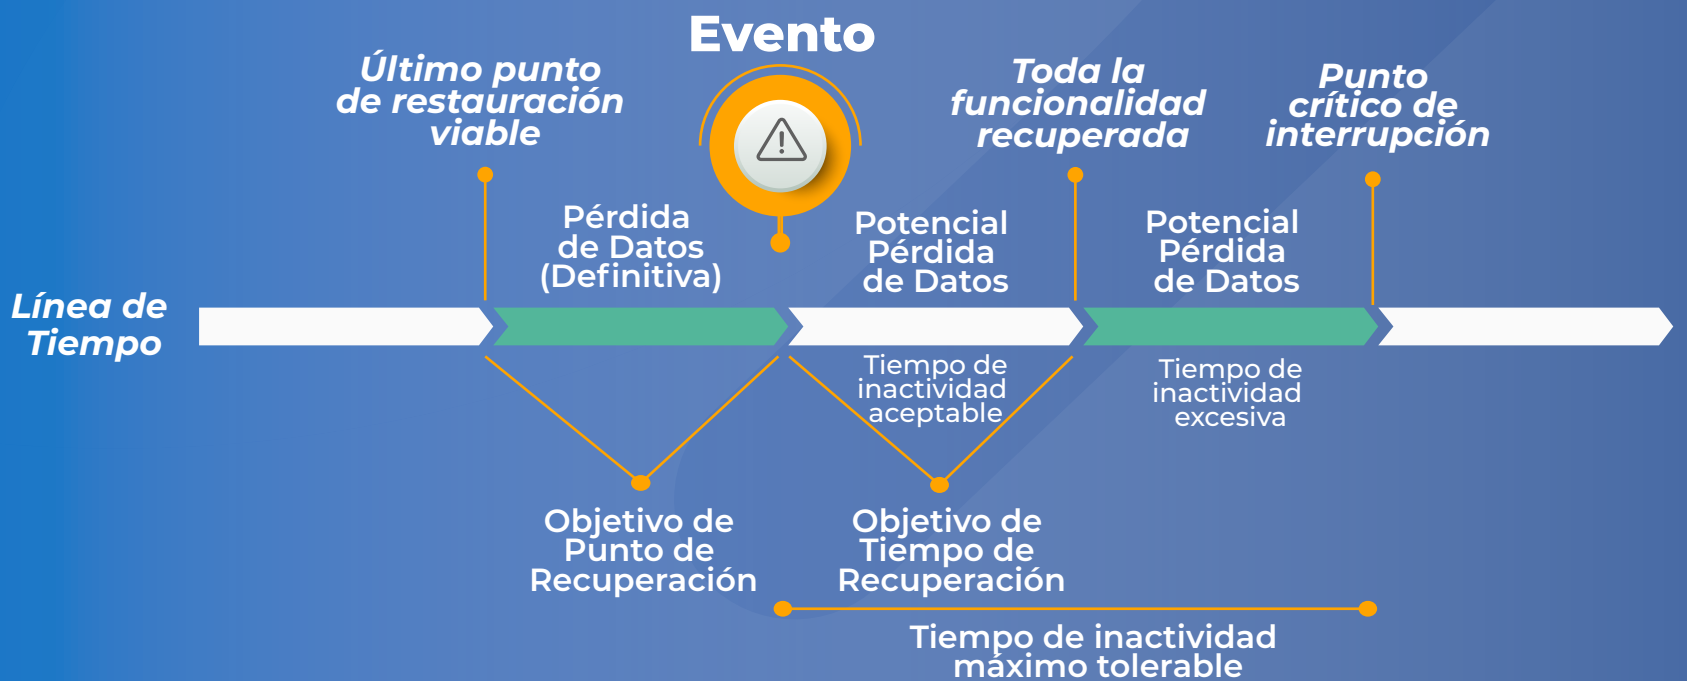 Evento
Último punto
de restauración
viable
Toda la
funcionalidad
recuperada
Punto
crítico de
interrupción
Pérdida
de Datos
(Definitiva)
Potencial
Pérdida
de Datos
Potencial
Pérdida
de Datos
Línea de
Tiempo
Tiempo de
inactividad
aceptable
Tiempo de
inactividad
excesiva
Objetivo de
Punto de
Recuperación
Objetivo de
Tiempo de
Recuperación
Tiempo de inactividad
máximo tolerable